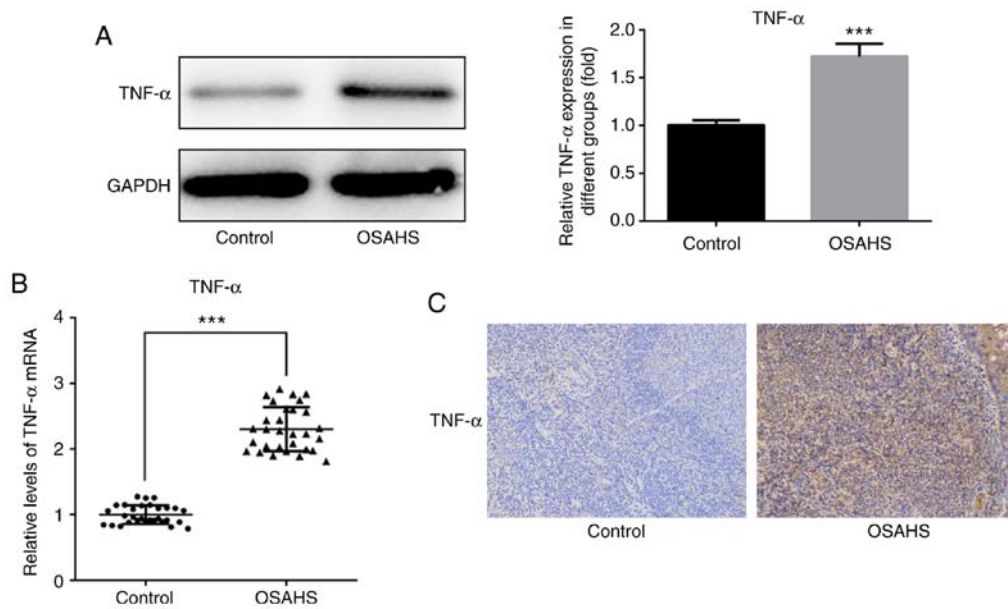 A
TNF-α
GAPDH
Control OSAHS
TNF-α
Relative TNF-α expression in
different groups (fold)
2.0
1.5
1.0
0.5
0.0
***
Control OSAHS
B
TNF-α
Relative levels of TNF-α mRNA
4
3
2
1
0
***
Control OSAHS
C
TNF-α
Control OSAHS